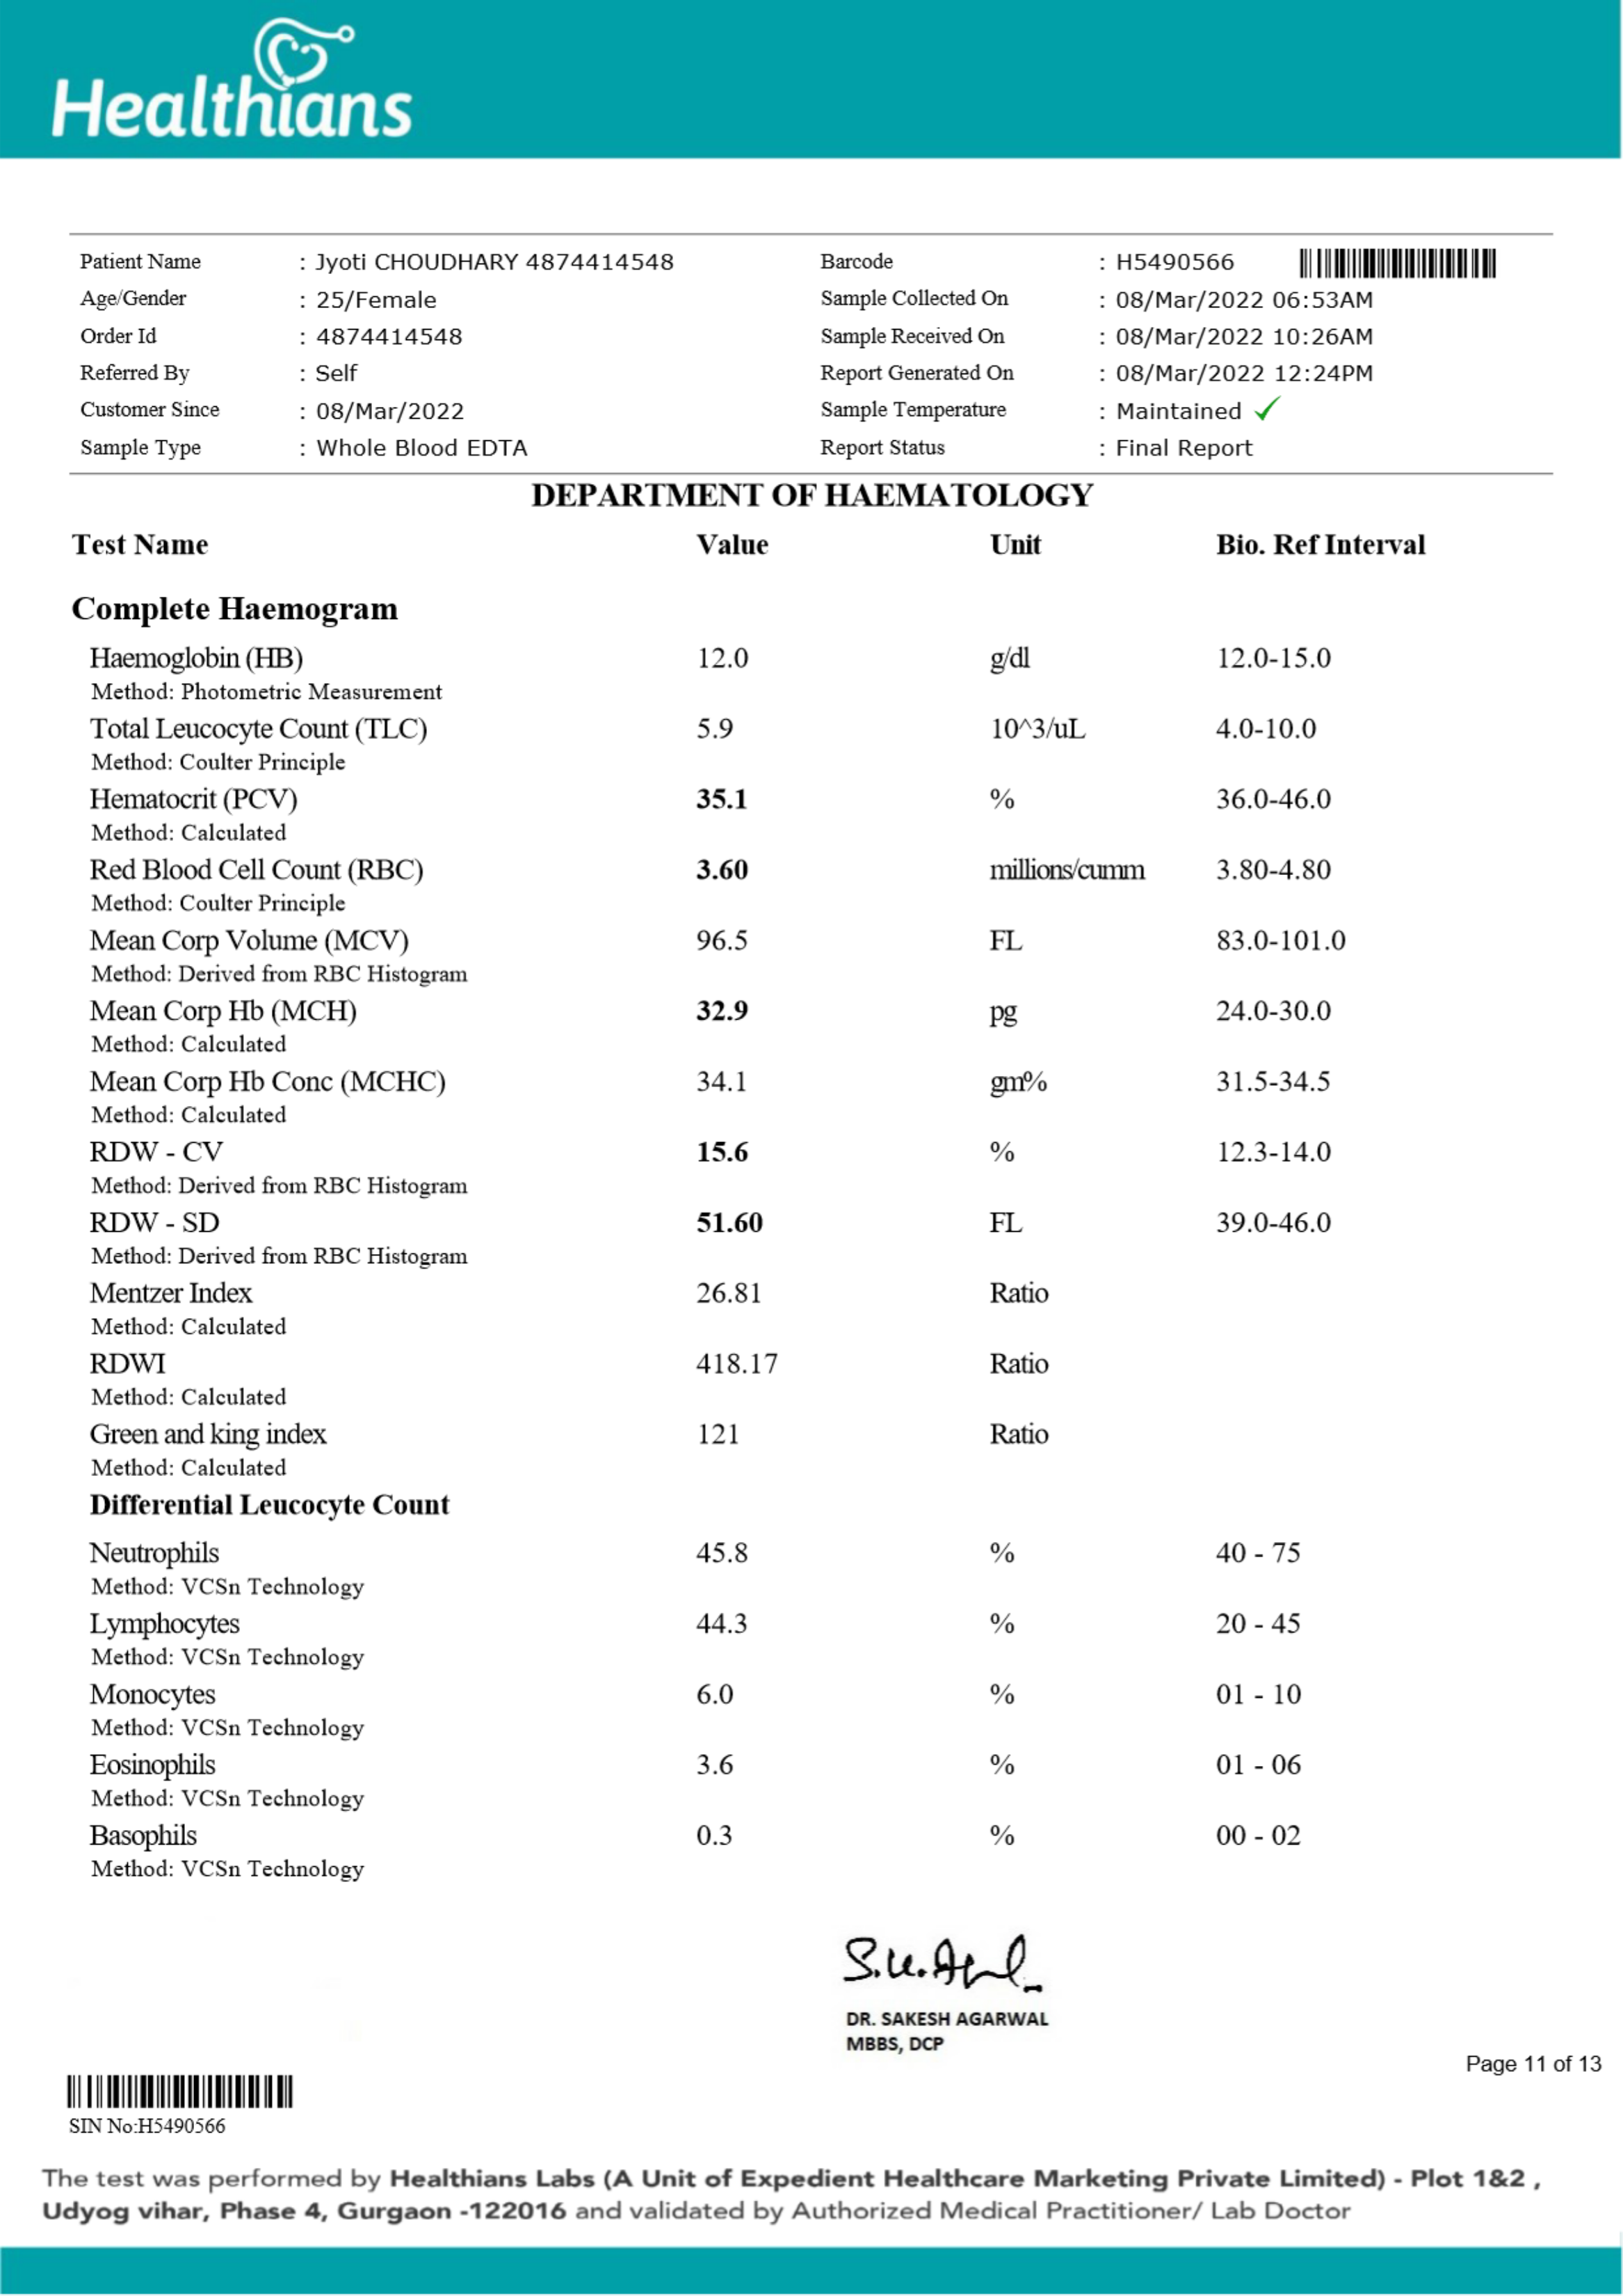 Healthians
Patient Name : Jyoti CHOUDHARY 4874414548 Barcode : H5490566
Age/Gender : 25/Female Sample Collected On : 08/Mar/2022 06:53AM
Order Id : 4874414548 Sample Received On : 08/Mar/2022 10:26AM
Referred By : Self Report Generated On : 08/Mar/2022 12:24PM
Customer Since : 08/Mar/2022 Sample Temperature : Maintained ✓
Sample Type : Whole Blood EDTA Report Status : Final Report
DEPARTMENT OF HAEMATOLOGY
Test Name Value Unit Bio. Ref Interval
Complete Haemogram
Haemoglobin (HB) 12.0 g/dl 12.0-15.0
Method: Photometric Measurement
Total Leucocyte Count (TLC) 5.9 10^3/uL 4.0-10.0
Method: Coulter Principle
Hematocrit (PCV) 35.1 % 36.0-46.0
Method: Calculated
Red Blood Cell Count (RBC) 3.60 millions/cumm 3.80-4.80
Method: Coulter Principle
Mean Corp Volume (MCV) 96.5 FL 83.0-101.0
Method: Derived from RBC Histogram
Mean Corp Hb (MCH) 32.9 pg 24.0-30.0
Method: Calculated
Mean Corp Hb Conc (MCHC) 34.1 gm% 31.5-34.5
Method: Calculated
RDW - CV 15.6 % 12.3-14.0
Method: Derived from RBC Histogram
RDW - SD 51.60 FL 39.0-46.0
Method: Derived from RBC Histogram
Mentzer Index 26.81 Ratio
Method: Calculated
RDWI 418.17 Ratio
Method: Calculated
Green and king index 121 Ratio
Method: Calculated
Differential Leucocyte Count
Neutrophils 45.8 % 40 - 75
Method: VCSn Technology
Lymphocytes 44.3 % 20 - 45
Method: VCSn Technology
Monocytes 6.0 % 01 - 10
Method: VCSn Technology
Eosinophils 3.6 % 01 - 06
Method: VCSn Technology
Basophils 0.3 % 00 - 02
Method: VCSn Technology
DR. SAKESH AGARWAL
MBBS, DCP
Page 11 of 13
SIN No:H5490566
The test was performed by Healthians Labs (A Unit of Expedient Healthcare Marketing Private Limited) - Plot 1&2 ,
Udyog vihar, Phase 4, Gurgaon -122016 and validated by Authorized Medical Practitioner/ Lab Doctor